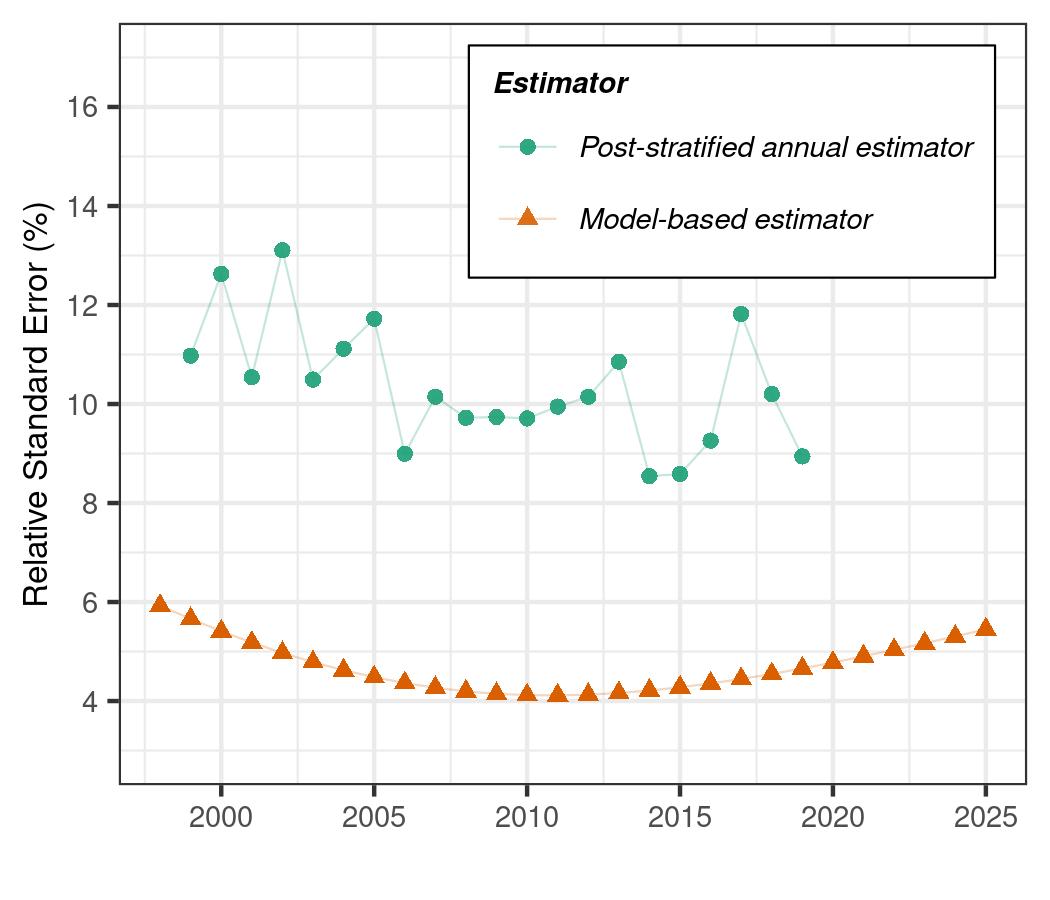 Estimator
Post-stratified annual estimator
Model-based estimator
Relative Standard Error (%)
16
14
12
10
8
6
4
2000 2005 2010 2015 2020 2025